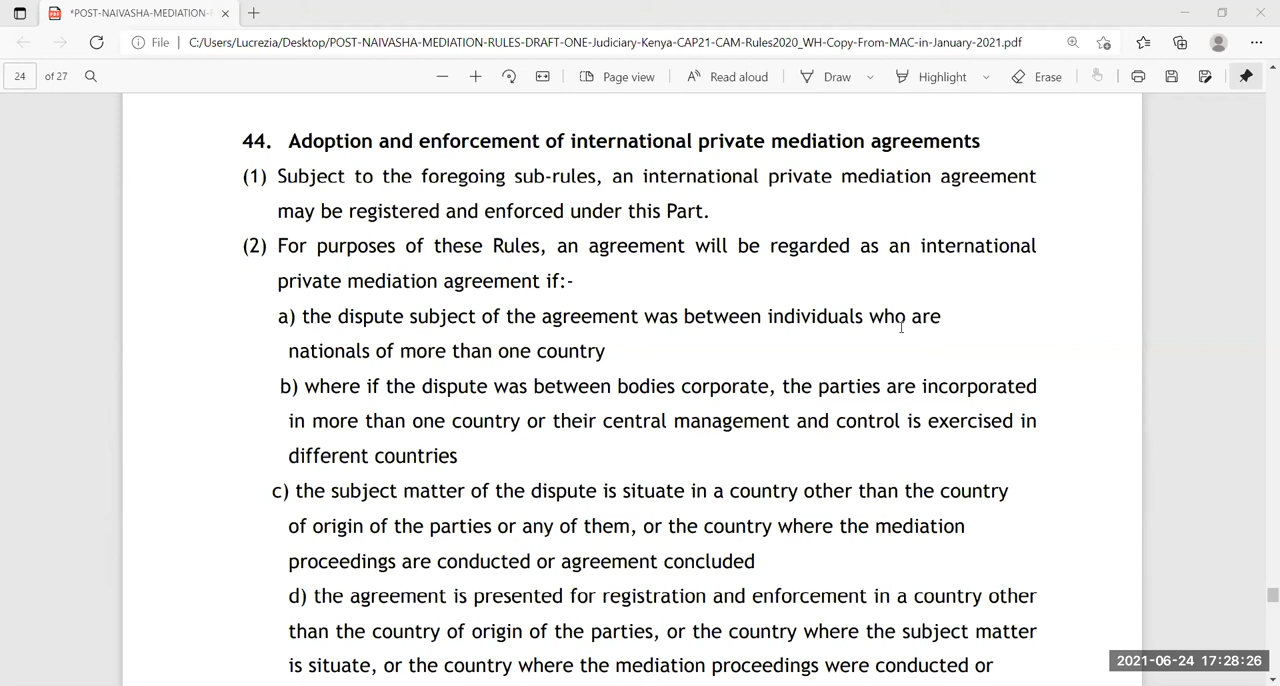 *POST-NAIVASHA-MEDIATION-
File C:/Users/Lucrezia/Desktop/POST-NAIVASHA-MEDIATION-RULES-DRAFT-ONE-Judiciary-Kenya-CAP21-CAM-Rules2020_WH-Copy-From-MAC-in-January-2021.pdf
24 of 27 Page view Read aloud Draw Highlight Erase
44. Adoption and enforcement of international private mediation agreements
(1) Subject to the foregoing sub-rules, an international private mediation agreement
may be registered and enforced under this Part.
(2) For purposes of these Rules, an agreement will be regarded as an international
private mediation agreement if:-
a) the dispute subject of the agreement was between individuals who are
nationals of more than one country
b) where if the dispute was between bodies corporate, the parties are incorporated
in more than one country or their central management and control is exercised in
different countries
c) the subject matter of the dispute is situate in a country other than the country
of origin of the parties or any of them, or the country where the mediation
proceedings are conducted or agreement concluded
d) the agreement is presented for registration and enforcement in a country other
than the country of origin of the parties, or the country where the subject matter
is situate, or the country where the mediation proceedings were conducted or
2021-06-24 17:28:26